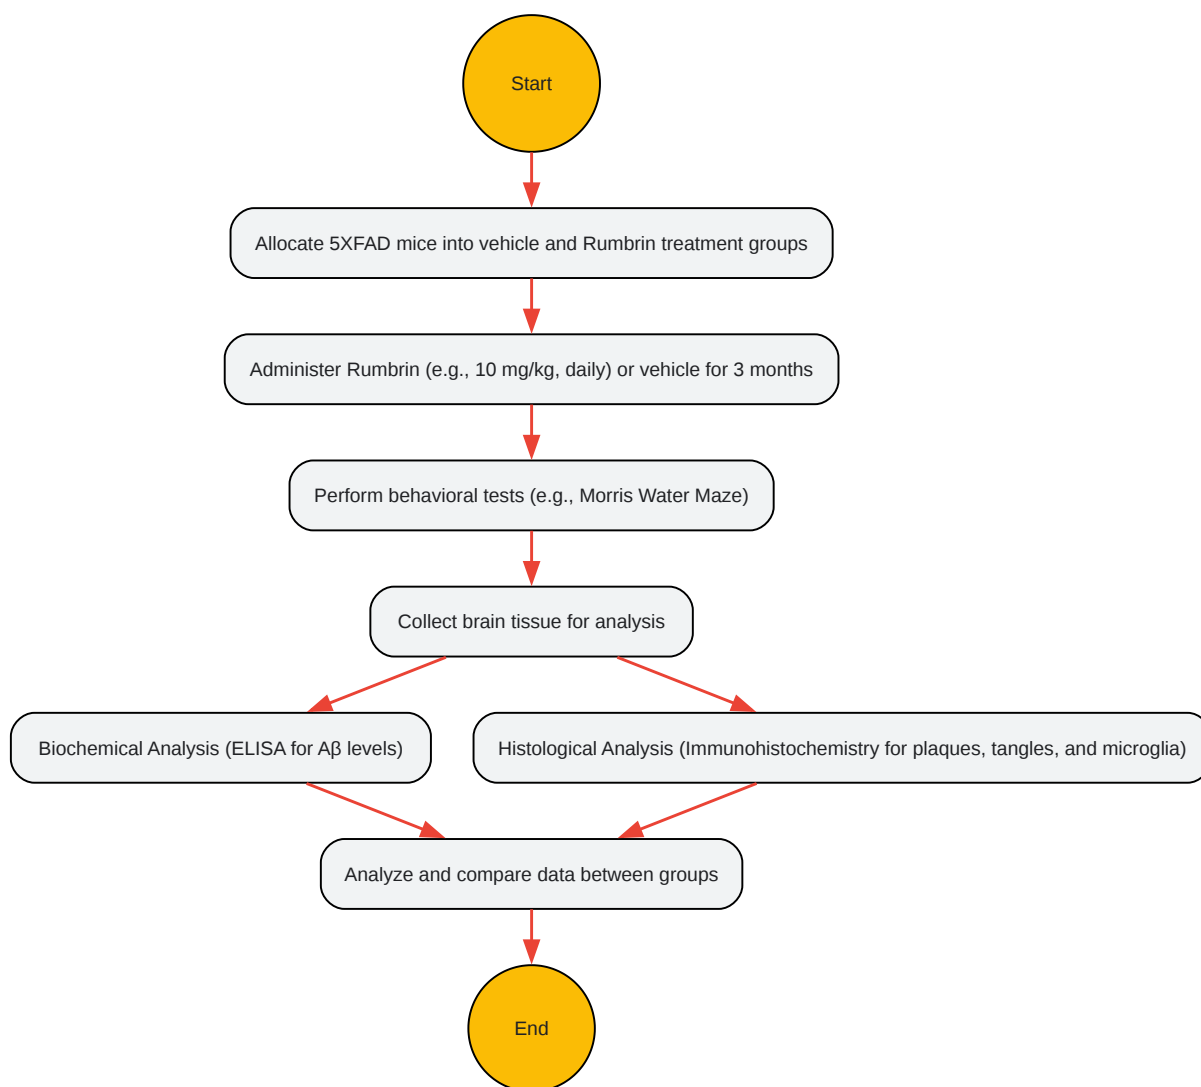 Start
Allocate 5XFAD mice into vehicle and Rumbrin treatment groups
Administer Rumbrin (e.g., 10 mg/kg, daily) or vehicle for 3 months
Perform behavioral tests (e.g., Morris Water Maze)
Collect brain tissue for analysis
Biochemical Analysis (ELISA for Aβ levels)
Histological Analysis (Immunohistochemistry for plaques, tangles, and microglia)
Analyze and compare data between groups
End